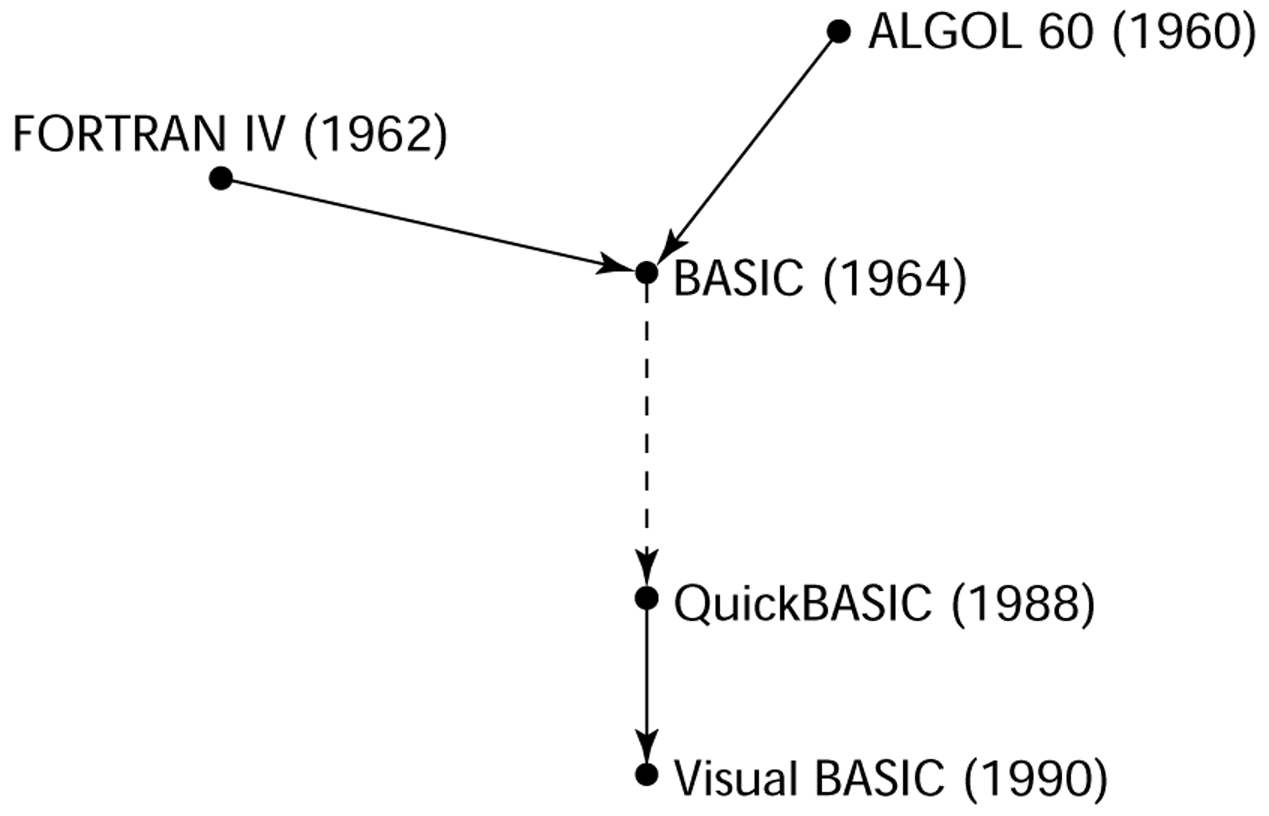 ALGOL 60 (1960)
FORTRAN IV (1962)
BASIC (1964)
QuickBASIC (1988)
Visual BASIC (1990)